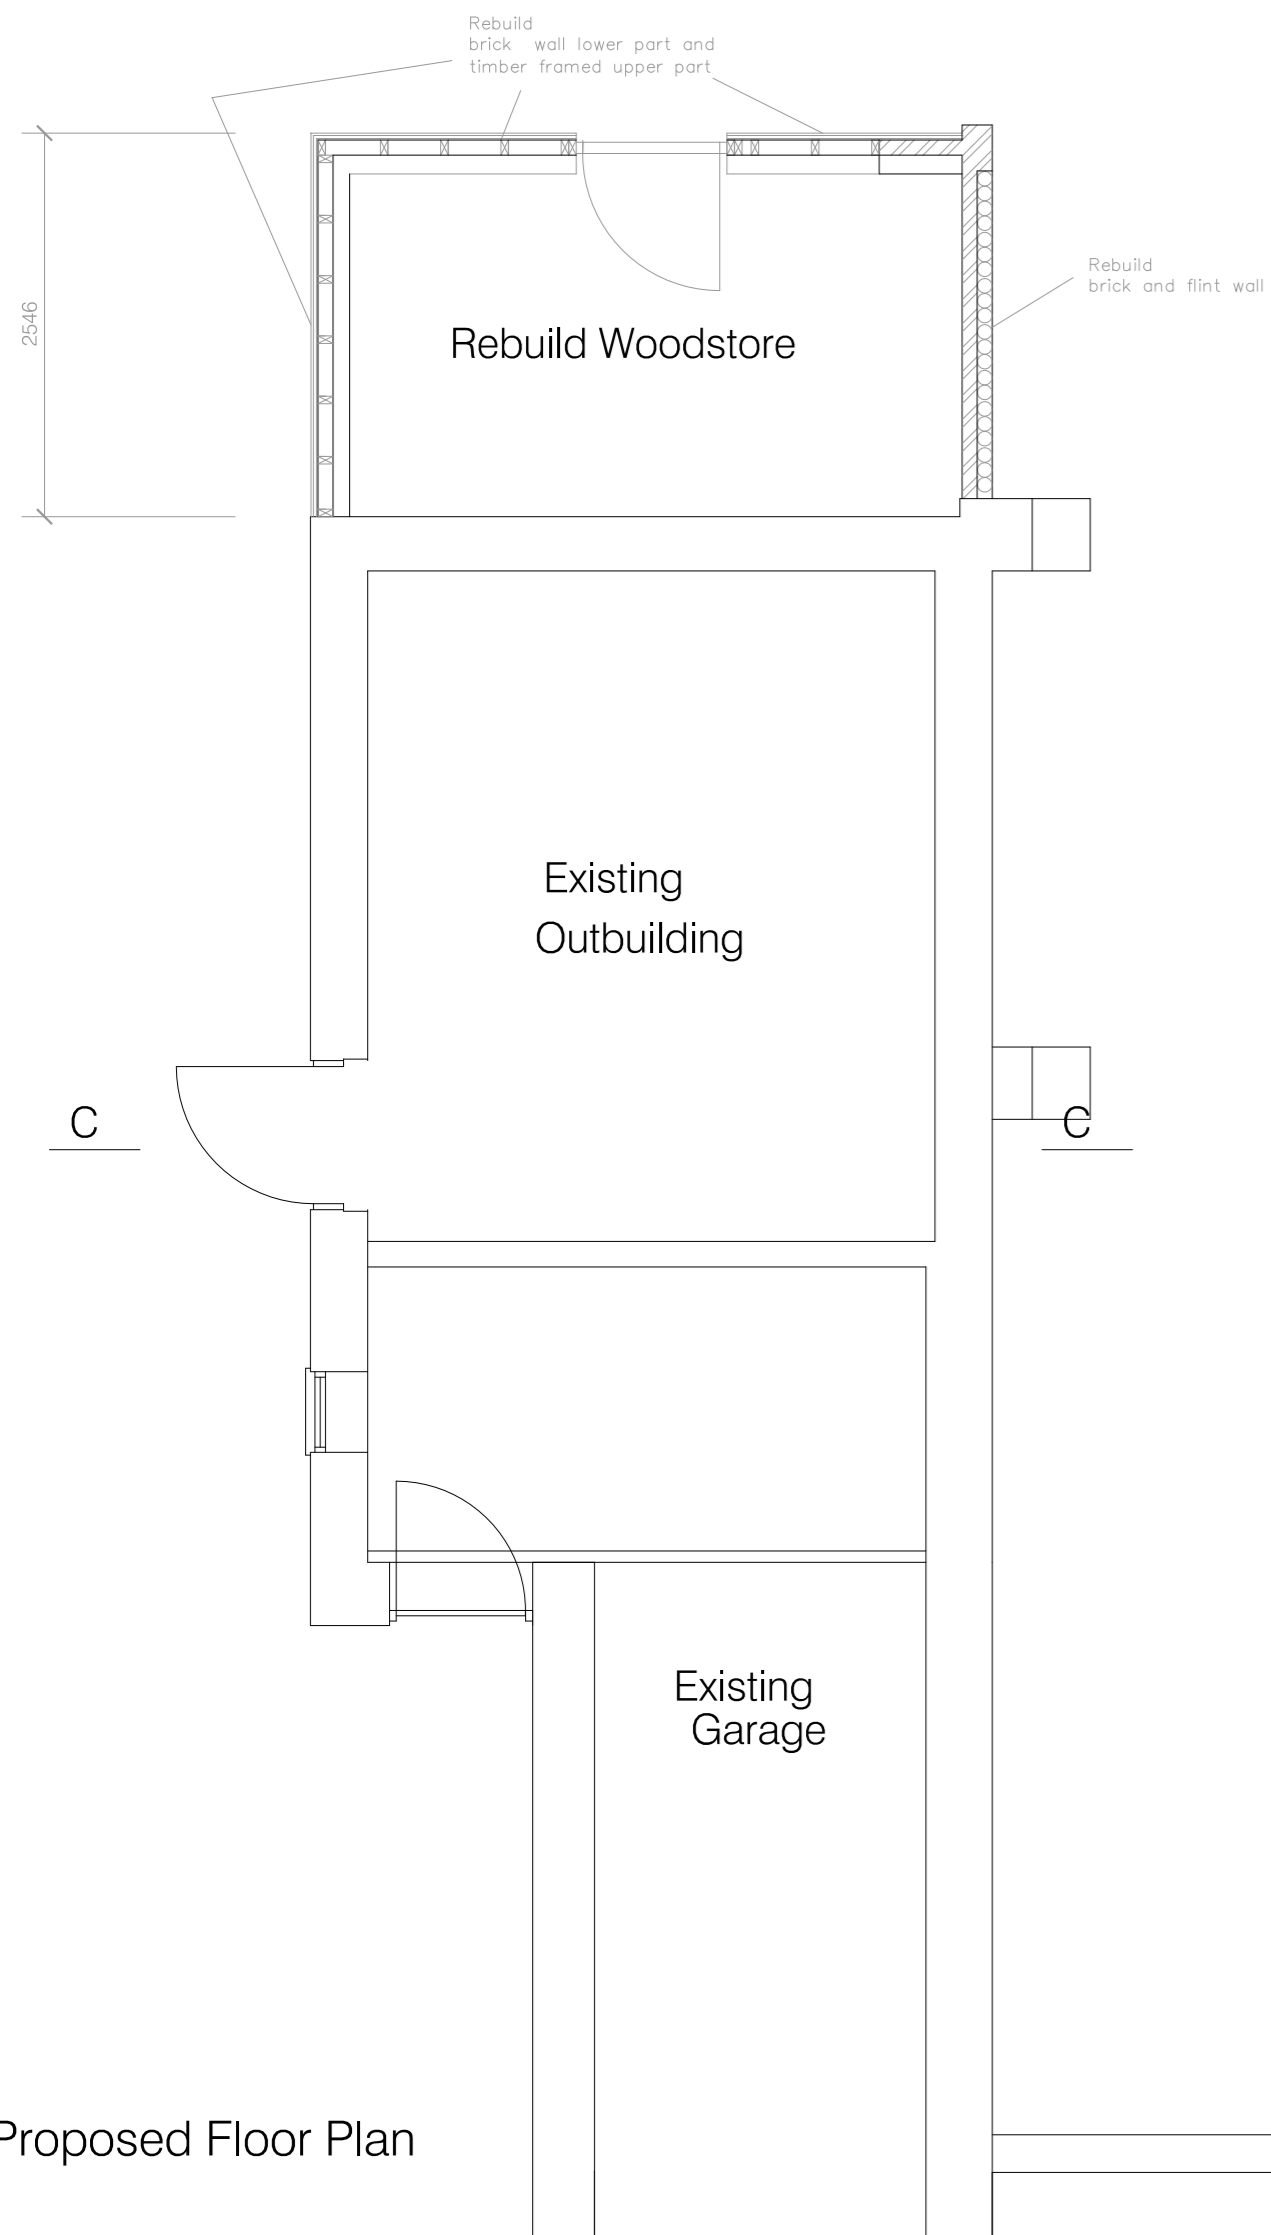 Rebuild
brick wall lower part and
timber framed upper part
Rebuild
brick and flint wall
2546
Rebuild Woodstore
Existing
Outbuilding
C
C
Existing
Garage
Proposed Floor Plan